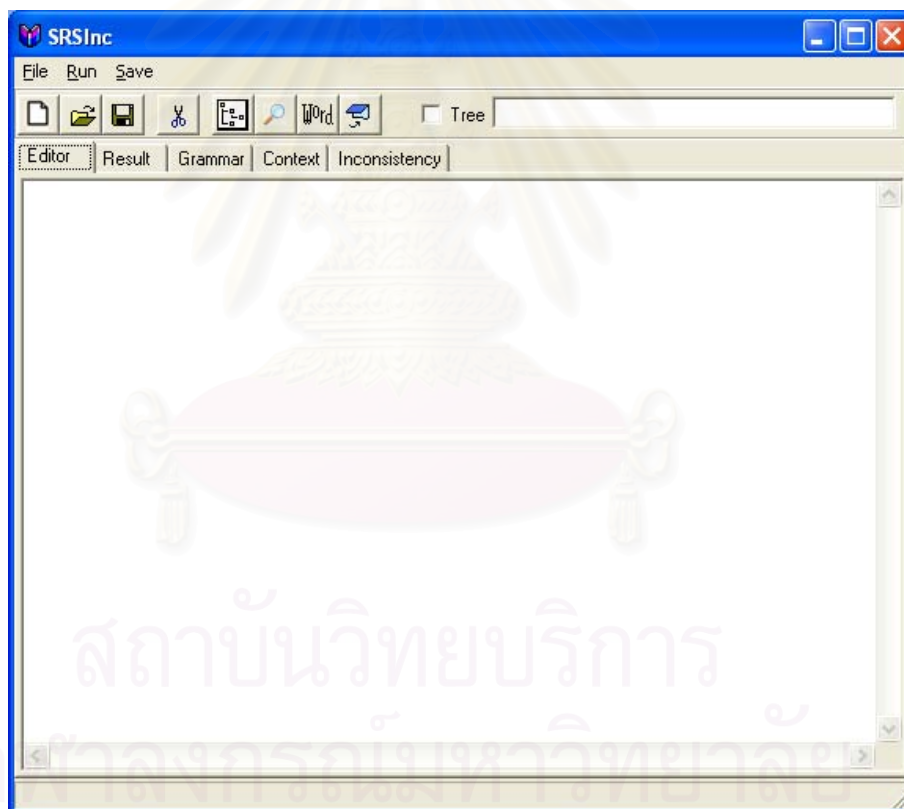 SRSInc
File Run Save
Word Tree
Editor Result Grammar Context Inconsistency
สถาบันวิทยบริการ
จุฬาลงกรณ์มหาวิทยาลัย